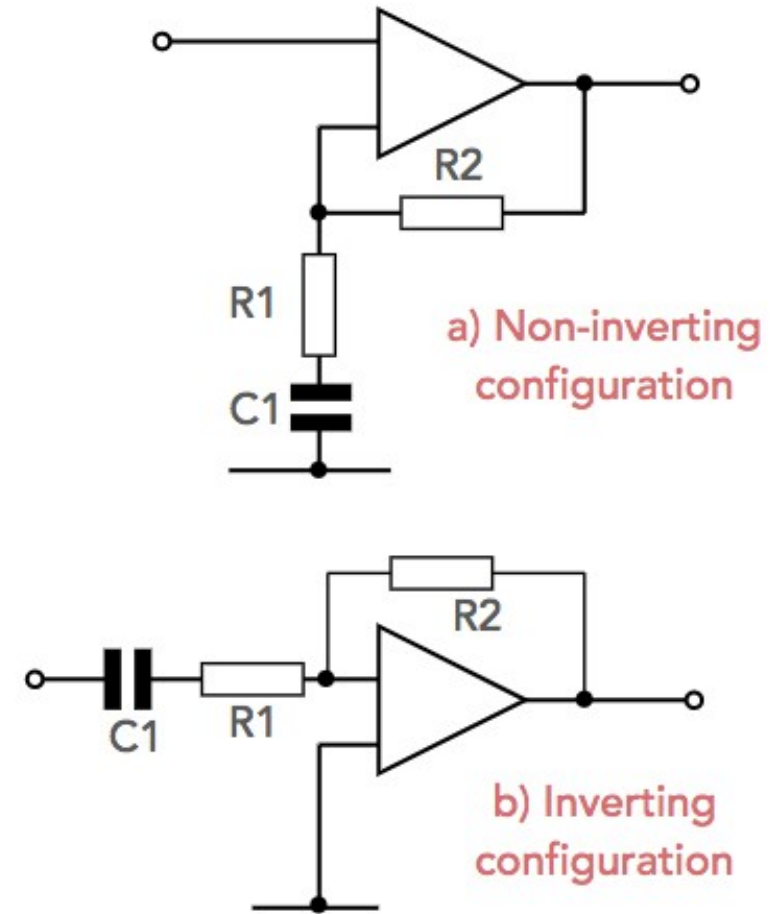 R2
R1
a) Non-inverting
configuration
C1
R2
C1
R1
b) Inverting
configuration